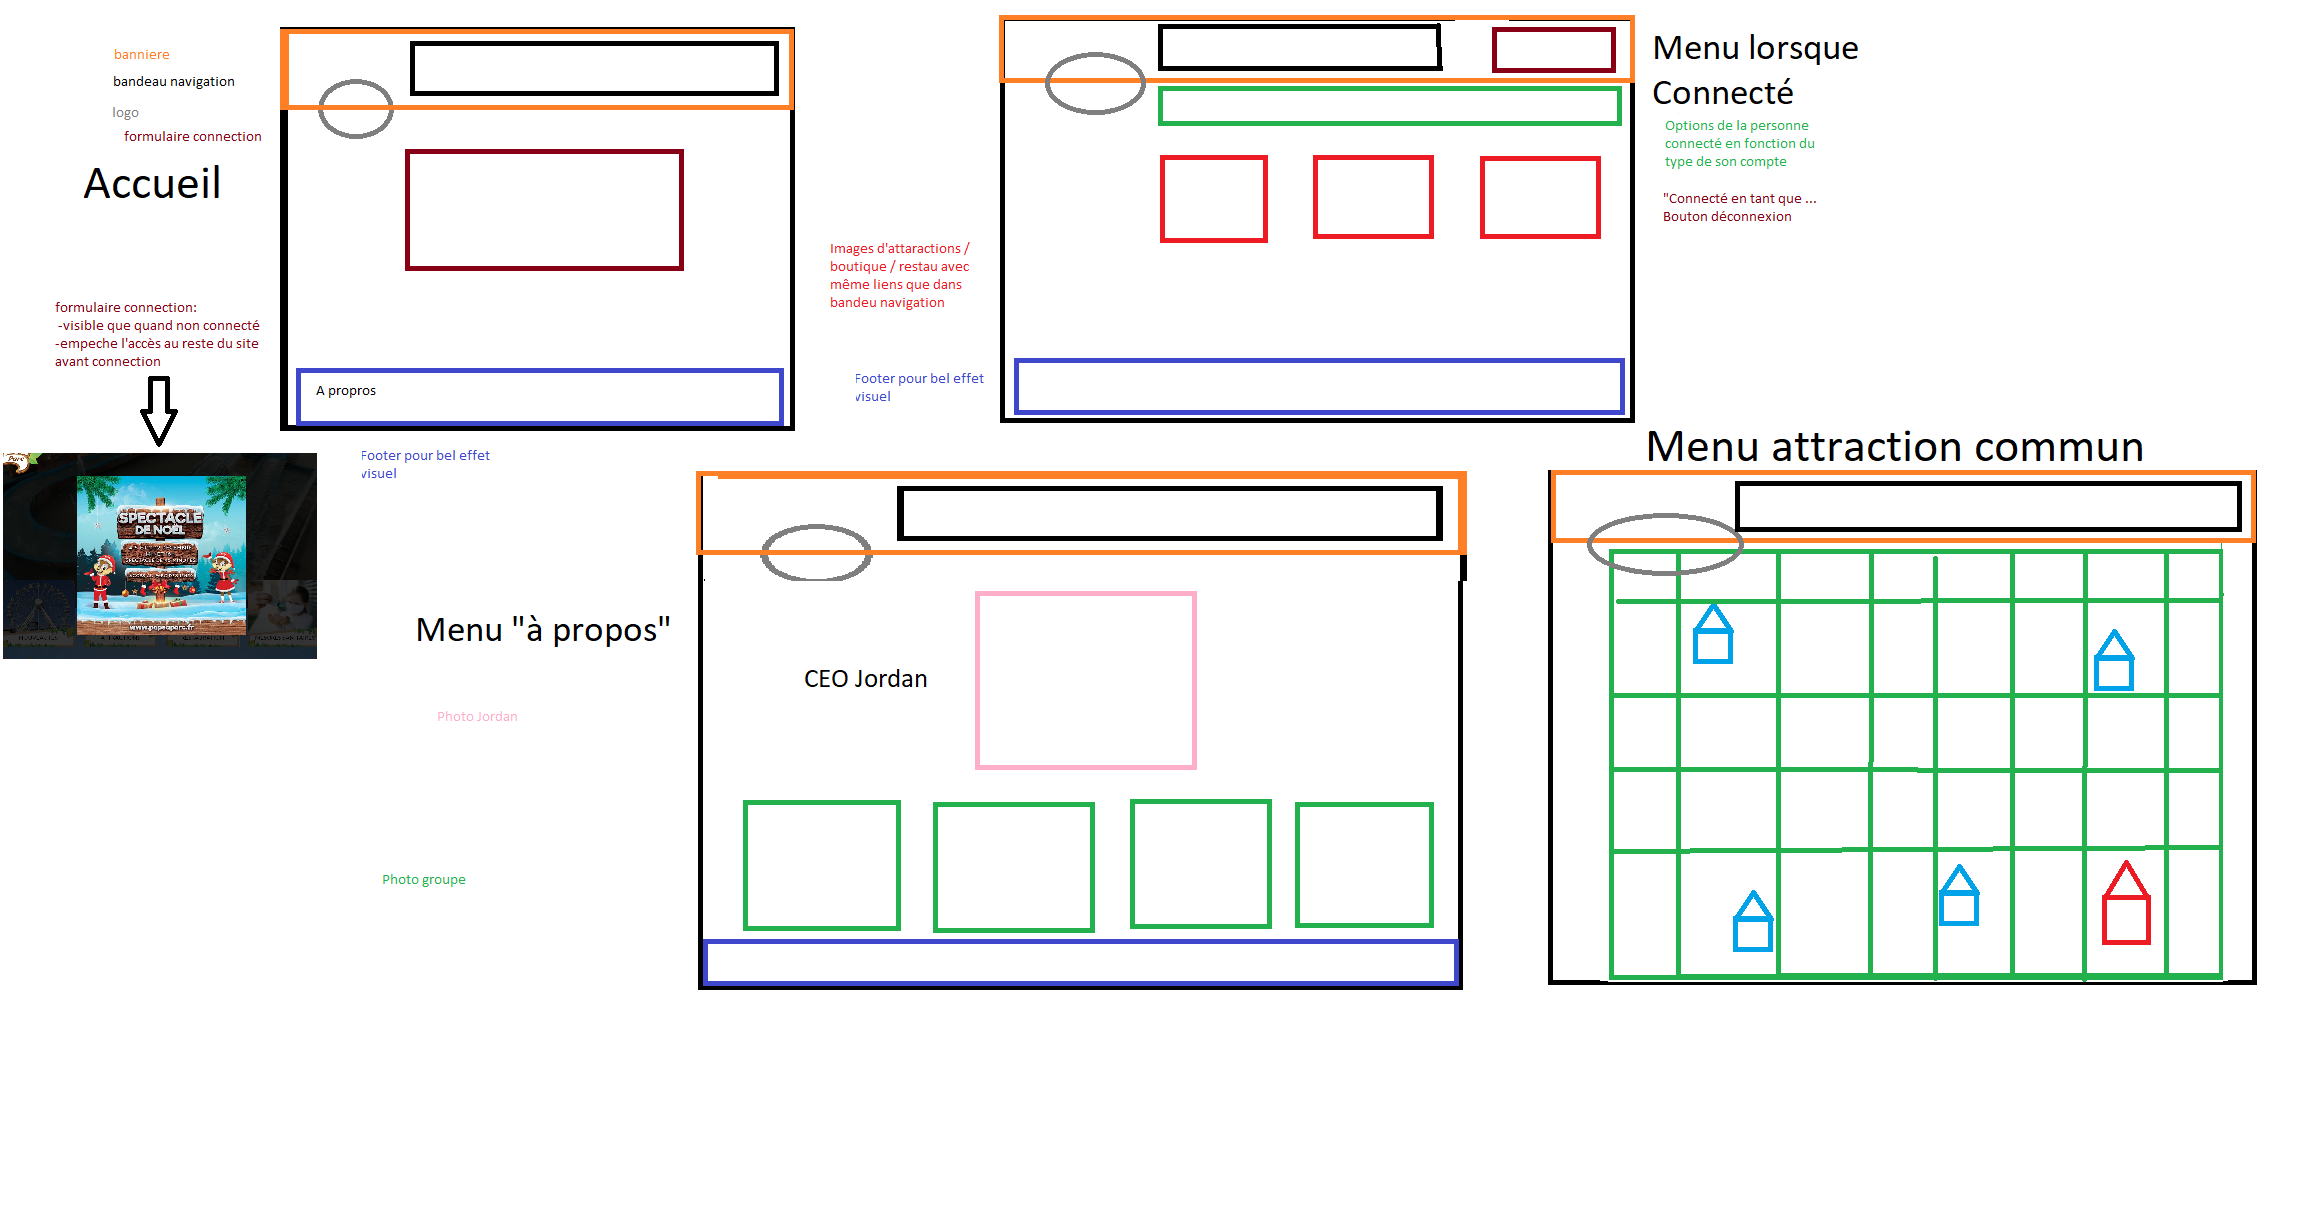 banniere
bandeau navigation
logo
formulaire connection
Accueil
formulaire connection:
-visible que quand non connecté
-empeche l'accès au reste du site
avant connection
A propros
Footer pour bel effet
visuel
Images d'attaractions /
boutique / restau avec
même liens que dans
bandeu navigation
Footer pour bel effet
visuel
Menu lorsque
Connecté
Options de la personne
connecté en fonction du
type de son compte
"Connecté en tant que ...
Bouton déconnexion
Parc
SPECTACLE
DE NOËL
www.papeaparc.fr
Menu "à propos"
CEO Jordan
Photo Jordan
Photo groupe
Menu attraction commun